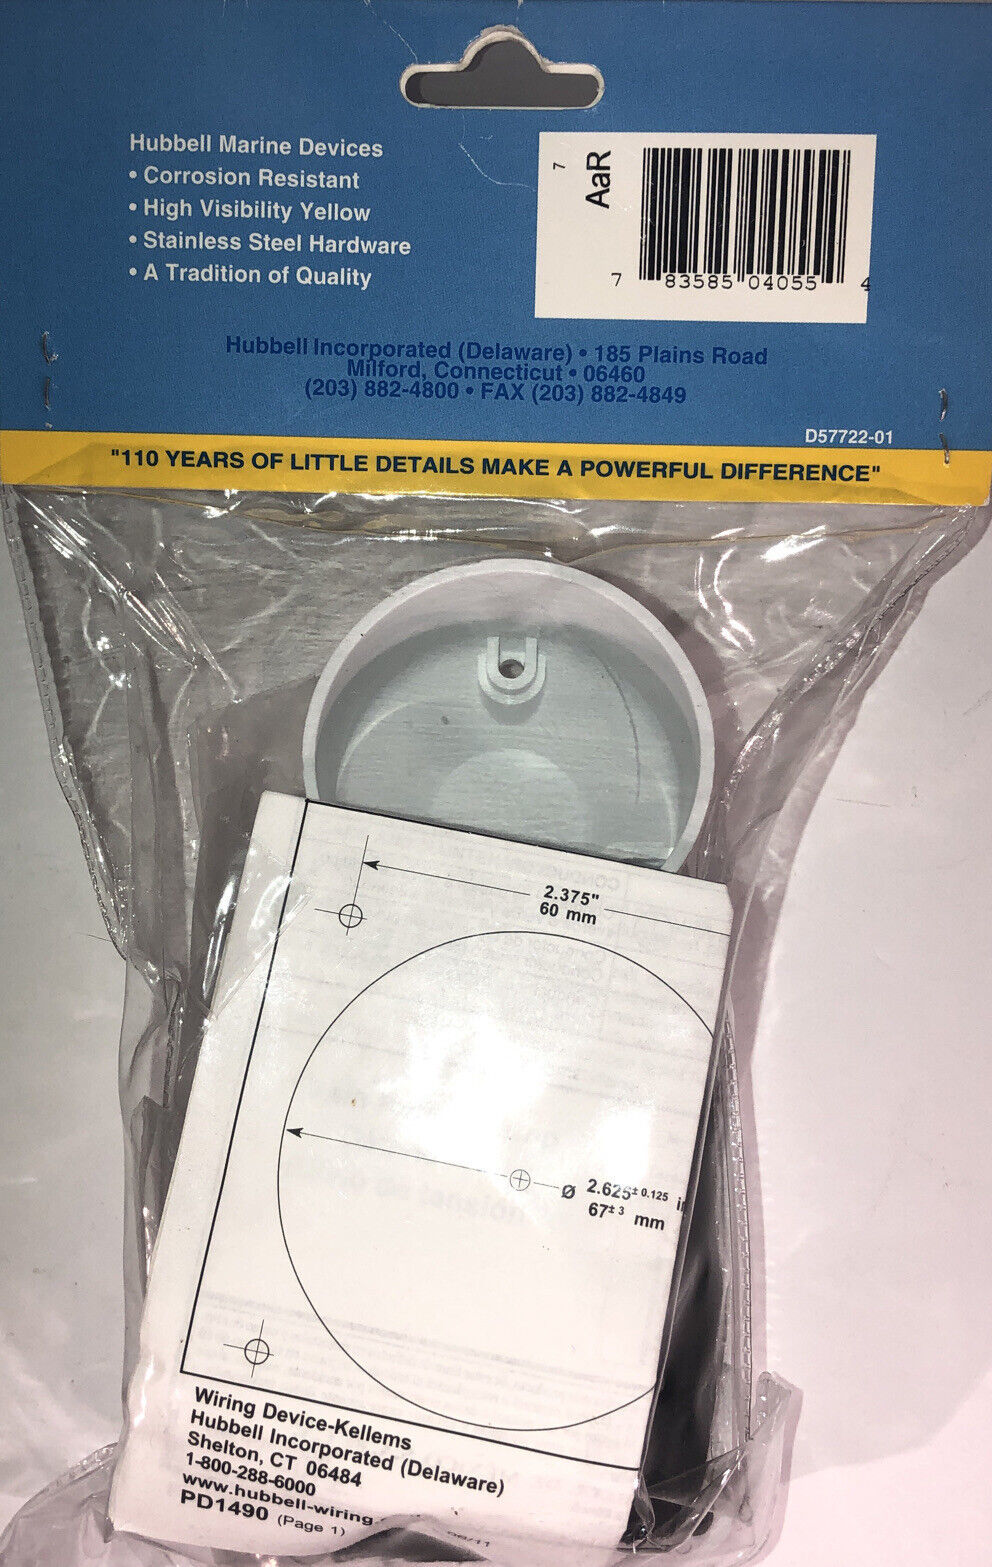 Hubbell Marine Devices
• Corrosion Resistant
• High Visibility Yellow
• Stainless Steel Hardware
• A Tradition of Quality
7
AaR
7 83585 04055 4
Hubbell Incorporated (Delaware) • 185 Plains Road
Milford, Connecticut • 06460
(203) 882-4800 • FAX (203) 882-4849
D57722-01
"110 YEARS OF LITTLE DETAILS MAKE A POWERFUL DIFFERENCE"
2.375"
60 mm
Ø 2.625± 0.125
67± 3 mm
Wiring Device-Kellems
Hubbell Incorporated (Delaware)
Shelton, CT 06484
1-800-288-6000
www.hubbell-wiring
PD1490 (Page 1)